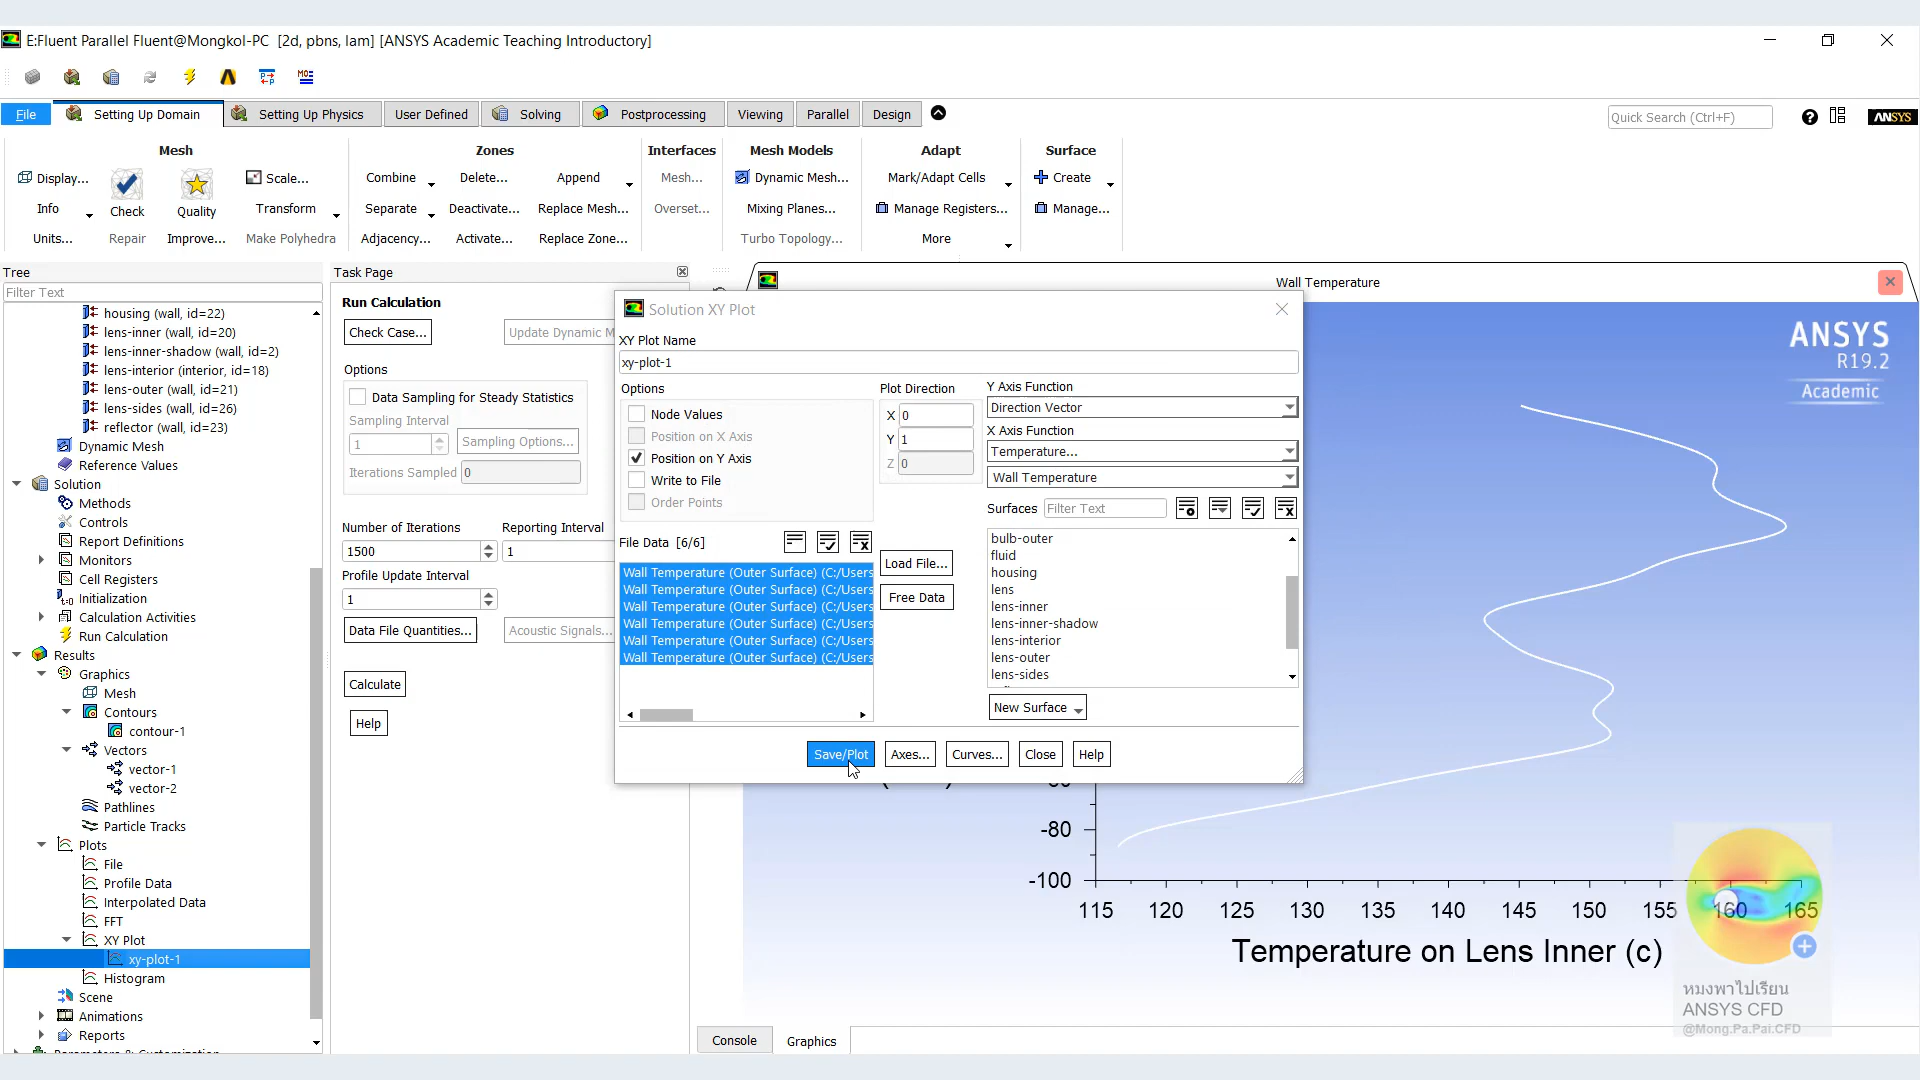 E:Fluent Parallel Fluent@Mongkol-PC [2d, pbns, lam] [ANSYS Academic Teaching Introductory]
File
Setting Up Domain
Setting Up Physics
User Defined
Solving
Postprocessing
Viewing
Parallel
Design
Quick Search (Ctrl+F)
ANSYS
Mesh
Zones
Interfaces
Mesh Models
Adapt
Surface
Display...
Scale...
Combine
Delete...
Append
Mesh...
Dynamic Mesh...
Mark/Adapt Cells
Create
Info
Check
Quality
Transform
Separate
Deactivate...
Replace Mesh...
Overset...
Mixing Planes...
Manage Registers...
Manage...
Units...
Repair
Improve...
Make Polyhedra
Adjacency...
Activate...
Replace Zone...
Turbo Topology...
More
Tree
Filter Text
housing (wall, id=22)
lens-inner (wall, id=20)
lens-inner-shadow (wall, id=2)
lens-interior (interior, id=18)
lens-outer (wall, id=21)
lens-sides (wall, id=26)
reflector (wall, id=23)
Dynamic Mesh
Reference Values
Solution
Methods
Controls
Report Definitions
Monitors
Cell Registers
Initialization
Calculation Activities
Run Calculation
Results
Graphics
Mesh
Contours
contour-1
Vectors
vector-1
vector-2
Pathlines
Particle Tracks
Plots
File
Profile Data
Interpolated Data
FFT
XY Plot
xy-plot-1
Histogram
Scene
Animations
Reports
Task Page
Run Calculation
Check Case...
Update Dynamic M
Options
Data Sampling for Steady Statistics
Sampling Interval
1
Sampling Options...
Iterations Sampled 0
Number of Iterations
Reporting Interval
1500
1
Profile Update Interval
1
Data File Quantities...
Acoustic Signals...
Calculate
Help
Solution XY Plot
XY Plot Name
xy-plot-1
Options
Node Values
Position on X Axis
Position on Y Axis
Write to File
Order Points
Plot Direction
X 0
Y 1
Z 0
Y Axis Function
Direction Vector
X Axis Function
Temperature...
Wall Temperature
Surfaces
Filter Text
bulb-outer
fluid
housing
lens
lens-inner
lens-inner-shadow
lens-interior
lens-outer
lens-sides
File Data [6/6]
Wall Temperature (Outer Surface) (C:/Users
Wall Temperature (Outer Surface) (C:/Users
Wall Temperature (Outer Surface) (C:/Users
Wall Temperature (Outer Surface) (C:/Users
Wall Temperature (Outer Surface) (C:/Users
Wall Temperature (Outer Surface) (C:/Users
Load File...
Free Data
New Surface
Save/Plot
Axes...
Curves...
Close
Help
Wall Temperature
ANSYS
R19.2
Academic
-80
-100
115 120 125 130 135 140 145 150 155 160 165
Temperature on Lens Inner (c)
หมงพาไปเรียน
ANSYS CFD
@Mong.Pa.Pai.CFD
Console
Graphics